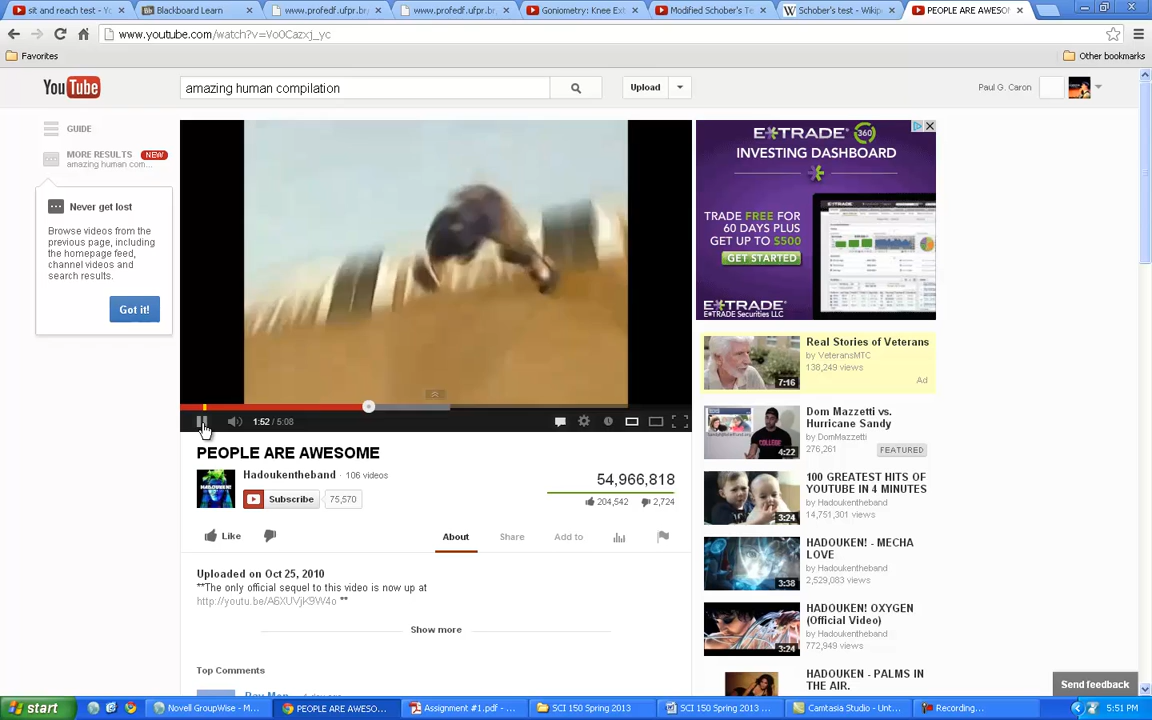 sit and reach test - Yo
Blackboard Learn
www.profedf.ufpr.br/
www.profedf.ufpr.br/
Goniometry: Knee Ext
Modified Schober's Te
Schober's test - Wikip
PEOPLE ARE AWESO
www.youtube.com/watch?v=Vo0Cazxj_yc
Favorites
Other bookmarks
YouTube
amazing human compilation
Upload
Paul G. Caron
GUIDE
MORE RESULTS NEW
amazing human com...
Never get lost
Browse videos from the
previous page, including
the homepage feed,
channel videos and
search results.
Got it!
E*TRADE 360
INVESTING DASHBOARD
TRADE FREE FOR
60 DAYS PLUS
GET UP TO $500
GET STARTED
E*TRADE
E*TRADE Securities LLC
1:52 / 5:08
PEOPLE ARE AWESOME
Hadoukentheband · 106 videos
Subscribe 75,570
54,966,818
204,542 2,724
Like
About
Share
Add to
Uploaded on Oct 25, 2010
**The only official sequel to this video is now up at
http://youtu.be/A6XUVjK9W4o **
Show more
Top Comments
Real Stories of Veterans
by VeteransMTC
138,249 views
Ad
7:16
Dom Mazzetti vs.
Hurricane Sandy
by DomMazzetti
276,261
FEATURED
4:22
100 GREATEST HITS OF
YOUTUBE IN 4 MINUTES
by Hadoukentheband
14,751,301 views
3:24
HADOUKEN! - MECHA
LOVE
by Hadoukentheband
2,529,083 views
3:38
HADOUKEN! OXYGEN
(Official Video)
by Hadoukentheband
772,949 views
3:24
HADOUKEN - PALMS IN
THE AIR.
Send feedback
start
Novell GroupWise - M...
PEOPLE ARE AWESO...
Assignment #1.pdf - ...
SCI 150 Spring 2013
SCI 150 Spring 2013 ...
Camtasia Studio - Unt...
Recording...
5:51 PM